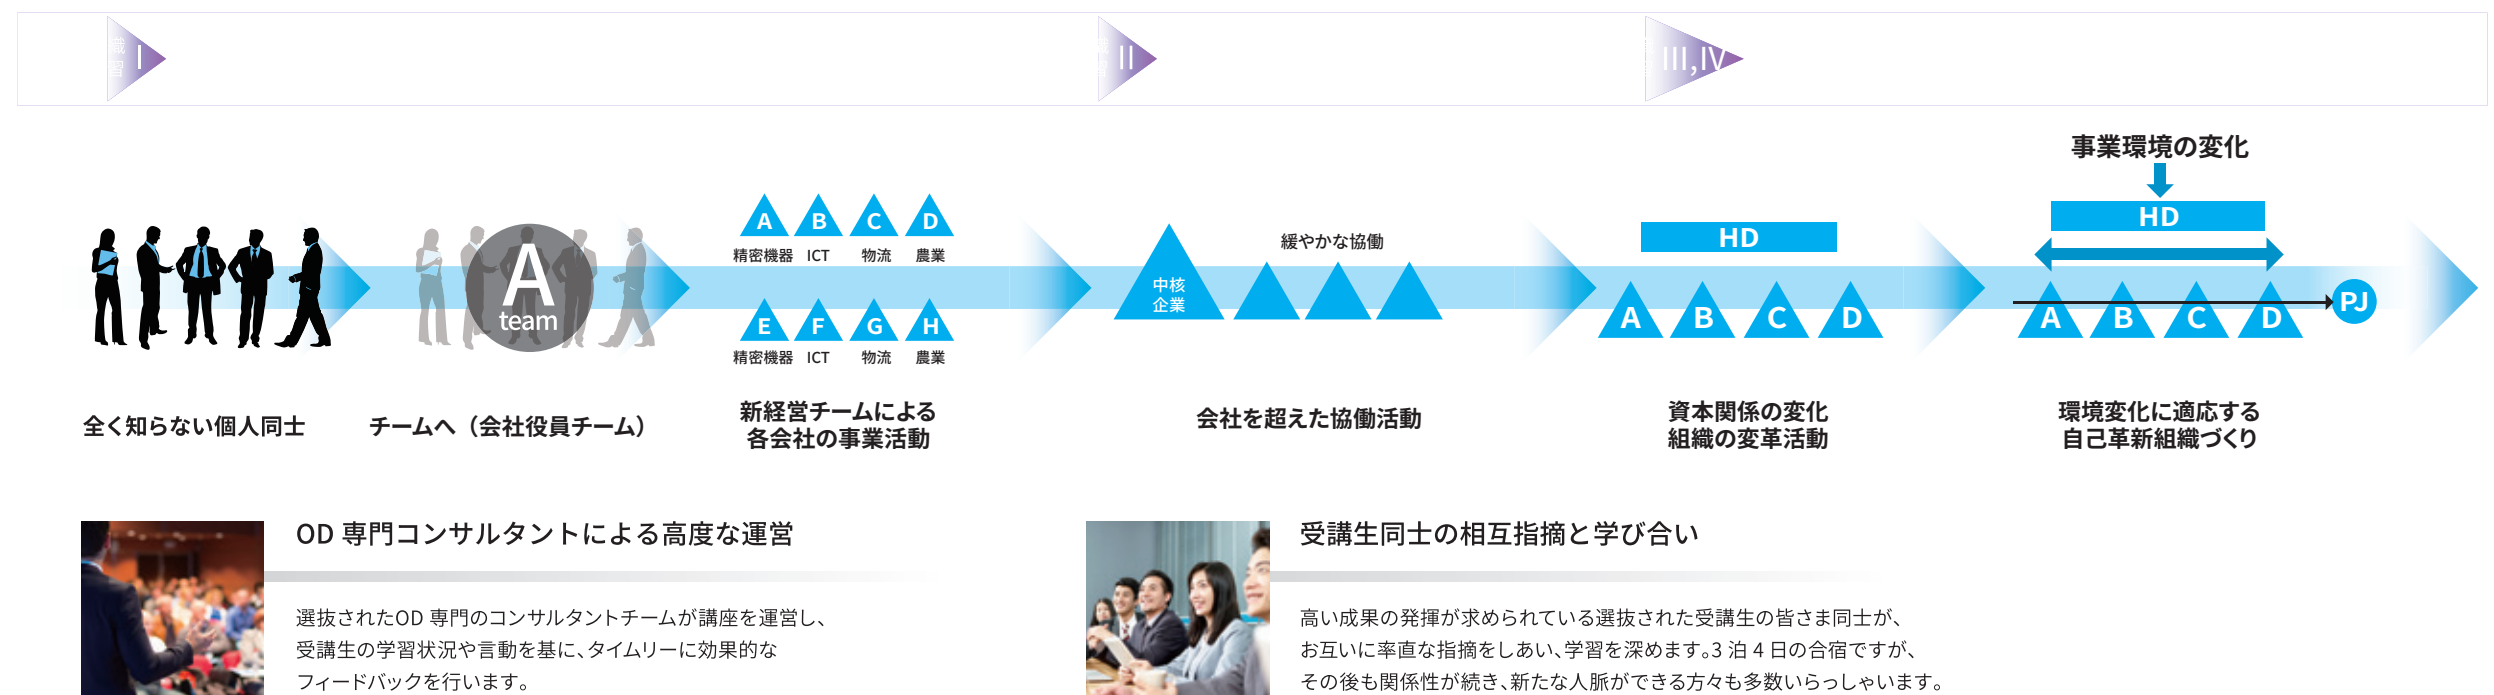 I
II
III,IV
事業環境の変化
HD
A
B
C
D
精密機器
ICT
物流
農業
E
F
G
H
精密機器
ICT
物流
農業
A
team
緩やかな協働
中核
企業
HD
A
B
C
D
A
B
C
D
PJ
全く知らない個人同士
チームへ（会社役員チーム）
新経営チームによる
各会社の事業活動
会社を超えた協働活動
資本関係の変化
組織の変革活動
環境変化に適応する
自己革新組織づくり
OD 専門コンサルタントによる高度な運営
選抜されたOD 専門のコンサルタントチームが講座を運営し、
受講生の学習状況や言動を基に、タイムリーに効果的な
フィードバックを行います。
受講生同士の相互指摘と学び合い
高い成果の発揮が求められている選抜された受講生の皆さま同士が、
お互いに率直な指摘をしあい、学習を深めます。3 泊 4 日の合宿ですが、
その後も関係性が続き、新たな人脈ができる方々も多数いらっしゃいます。